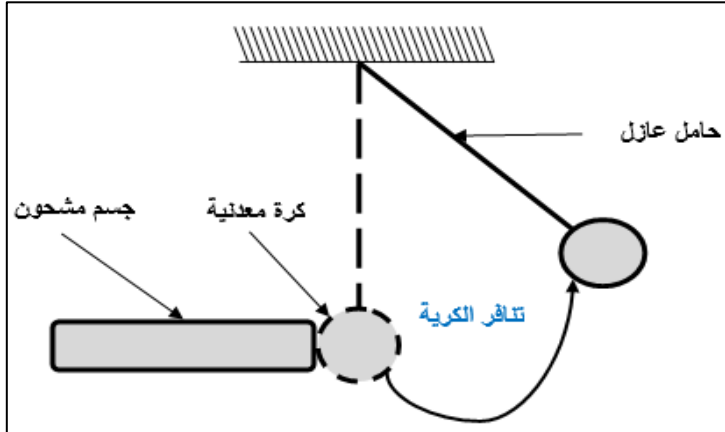 حامل عازل
كرة معدنية
جسم مشحون
تنافر الكرية